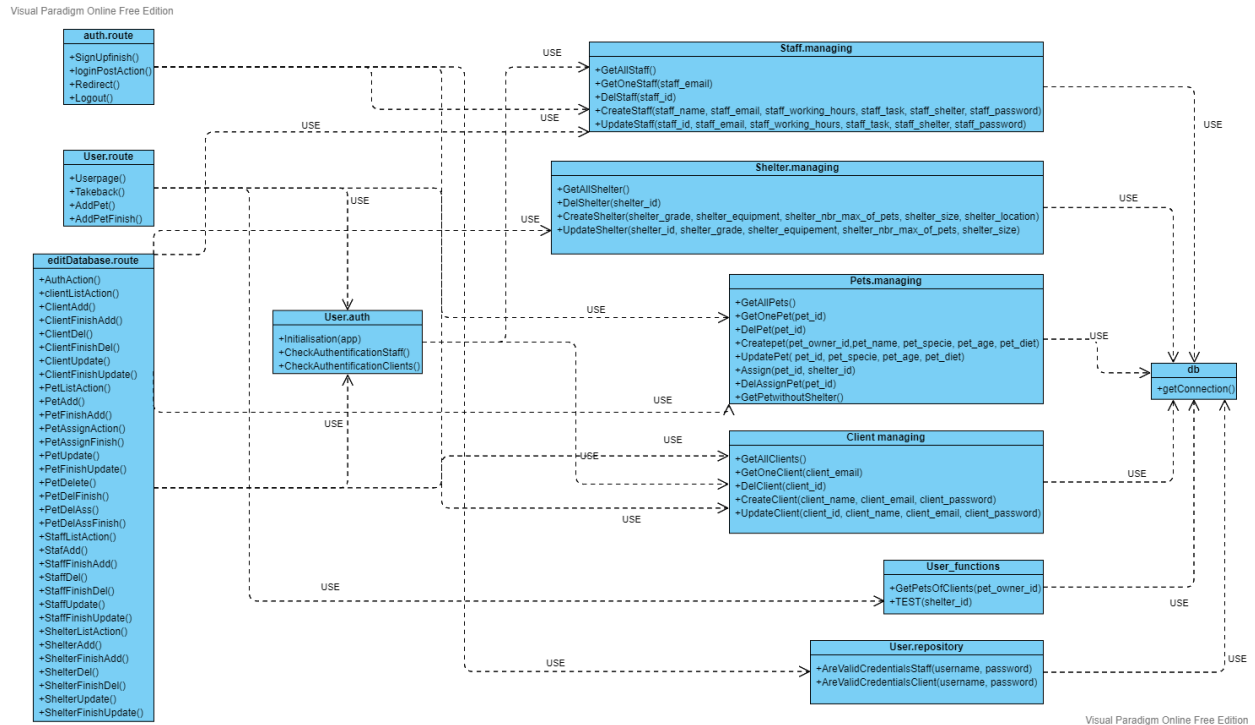 Visual Paradigm Online Free Edition
auth.route
+SignUpfinish()
+loginPostAction()
+Redirect()
+Logout()
User.route
+Userpage()
+Takeback()
+AddPet()
+AddPetFinish()
editDatabase.route
+AuthAction()
+clientListAction()
+ClientAdd()
+ClientFinishAdd()
+ClientDel()
+ClientFinishDel()
+ClientUpdate()
+ClientFinishUpdate()
+PetListAction()
+PetAdd()
+PetFinishAdd()
+PetAssignAction()
+PetAssignFinish()
+PetUpdate()
+PetFinishUpdate()
+PetDelete()
+PetDelFinish()
+PetDelAss()
+PetDelAssFinish()
+StaffListAction()
+StafAdd()
+StaffFinishAdd()
+StaffDel()
+StaffFinishDel()
+StaffUpdate()
+StaffFinishUpdate()
+ShelterListAction()
+ShelterAdd()
+ShelterFinishAdd()
+ShelterDel()
+ShelterFinishDel()
+ShelterUpdate()
+ShelterFinishUpdate()
User.auth
+Initialisation(app)
+CheckAuthentificationStaff()
+CheckAuthentificationClients()
USE
USE
USE
USE
USE
USE
USE
USE
USE
USE
USE
USE
USE
Staff.managing
+GetAllStaff()
+GetOneStaff(staff_email)
+DelStaff(staff_id)
+CreateStaff(staff_name, staff_email, staff_working_hours, staff_task, staff_shelter, staff_password)
+UpdateStaff(staff_id, staff_email, staff_working_hours, staff_task, staff_shelter, staff_password)
Shelter.managing
+GetAllShelter()
+DelShelter(shelter_id)
+CreateShelter(shelter_grade, shelter_equipment, shelter_nbr_max_of_pets, shelter_size, shelter_location)
+UpdateShelter(shelter_id, shelter_grade, shelter_equipement, shelter_nbr_max_of_pets, shelter_size)
Pets.managing
+GetAllPets()
+GetOnePet(pet_id)
+DelPet(pet_id)
+Createpet(pet_owner_id,pet_name, pet_specie, pet_age, pet_diet)
+UpdatePet( pet_id, pet_specie, pet_age, pet_diet)
+Assign(pet_id, shelter_id)
+DelAssignPet(pet_id)
+GetPetwithoutShelter()
Client managing
+GetAllClients()
+GetOneClient(client_email)
+DelClient(client_id)
+CreateClient(client_name, client_email, client_password)
+UpdateClient(client_id, client_name, client_email, client_password)
User_functions
+GetPetsOfClients(pet_owner_id)
+TEST(shelter_id)
User.repository
+AreValidCredentialsStaff(username, password)
+AreValidCredentialsClient(username, password)
USE
USE
USE
USE
USE
USE
db
+getConnection()
Visual Paradigm Online Free Edition